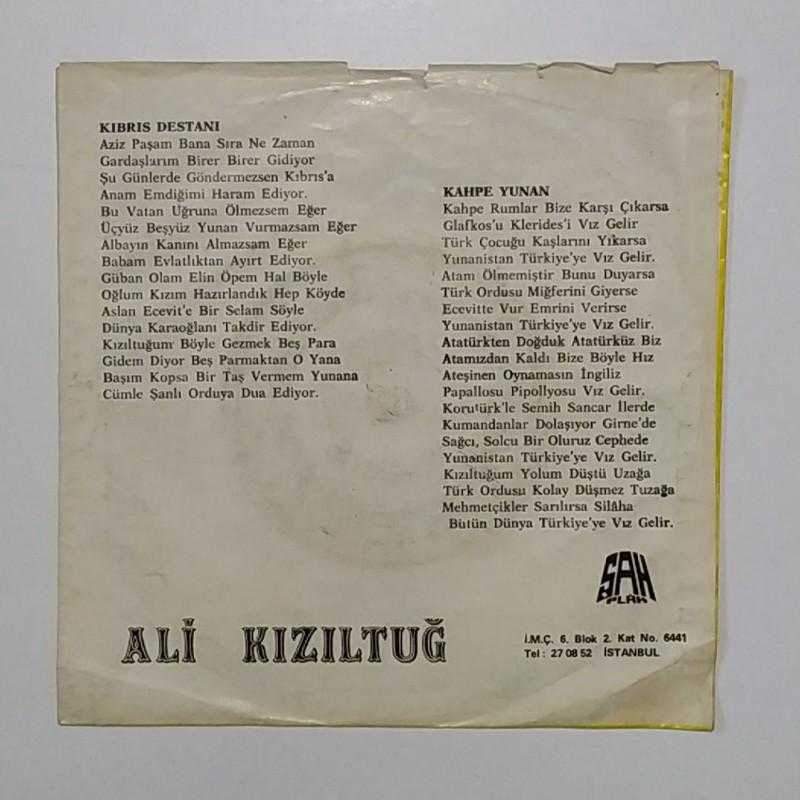 KIBRIS DESTANI
Aziz Paşam Bana Sıra Ne Zaman
Gardaşlarım Birer Birer Gidiyor
Şu Günlerde Göndermezsen Kıbrıs'a
Anam Emdiğimi Haram Ediyor.
Bu Vatan Uğruna Ölmezsem Eğer
Üçyüz Beşyüz Yunan Vurmazsam Eğer
Albayın Kanını Almazsam Eğer
Babam Evlatlıktan Ayırt Ediyor.
Güban Olam Elin Öpem Hal Böyle
Oğlum Kızım Hazırlandık Hep Köyde
Aslan Ecevit'e Bir Selam Söyle
Dünya Karaoğlanı Takdir Ediyor.
Kızıltuğum Böyle Gezmek Beş Para
Gidem Diyor Beş Parmaktan O Yana
Başım Kopsa Bir Taş Vermem Yunana
Cümle Şanlı Orduya Dua Ediyor.
KAHPE YUNAN
Kahpe Rumlar Bize Karşı Çıkarsa
Glafkos'u Klerides'i Vız Gelir
Türk Çocuğu Kaşlarını Yıkarsa
Yunanistan Türkiye'ye Vız Gelir.
Atam Ölmemiştir Bunu Duyarsa
Türk Ordusu Miğferini Giyerse
Ecevitte Vur Emrini Verirse
Yunanistan Türkiye'ye Vız Gelir.
Atatürkten Doğduk Atatürküz Biz
Atamızdan Kaldı Bize Böyle Hız
Ateşinen Oynamasın İngiliz
Papallosu Pipollyosu Vız Gelir.
Korutürk'le Semih Sancar İlerde
Kumandanlar Dolaşıyor Girne'de
Sağcı, Solcu Bir Oluruz Cephede
Yunanistan Türkiye'ye Vız Gelir.
Kızıltuğum Yolum Düştü Uzağa
Türk Ordusu Kolay Düşmez Tuzağa
Mehmetçikler Sarılırsa Silâha
Bütün Dünya Türkiye'ye Vız Gelir.
ŞAH
PLAK
ALİ KIZILTUĞ
İ.M.Ç. 6. Blok 2. Kat No. 6441
Tel : 27 08 52 İSTANBUL